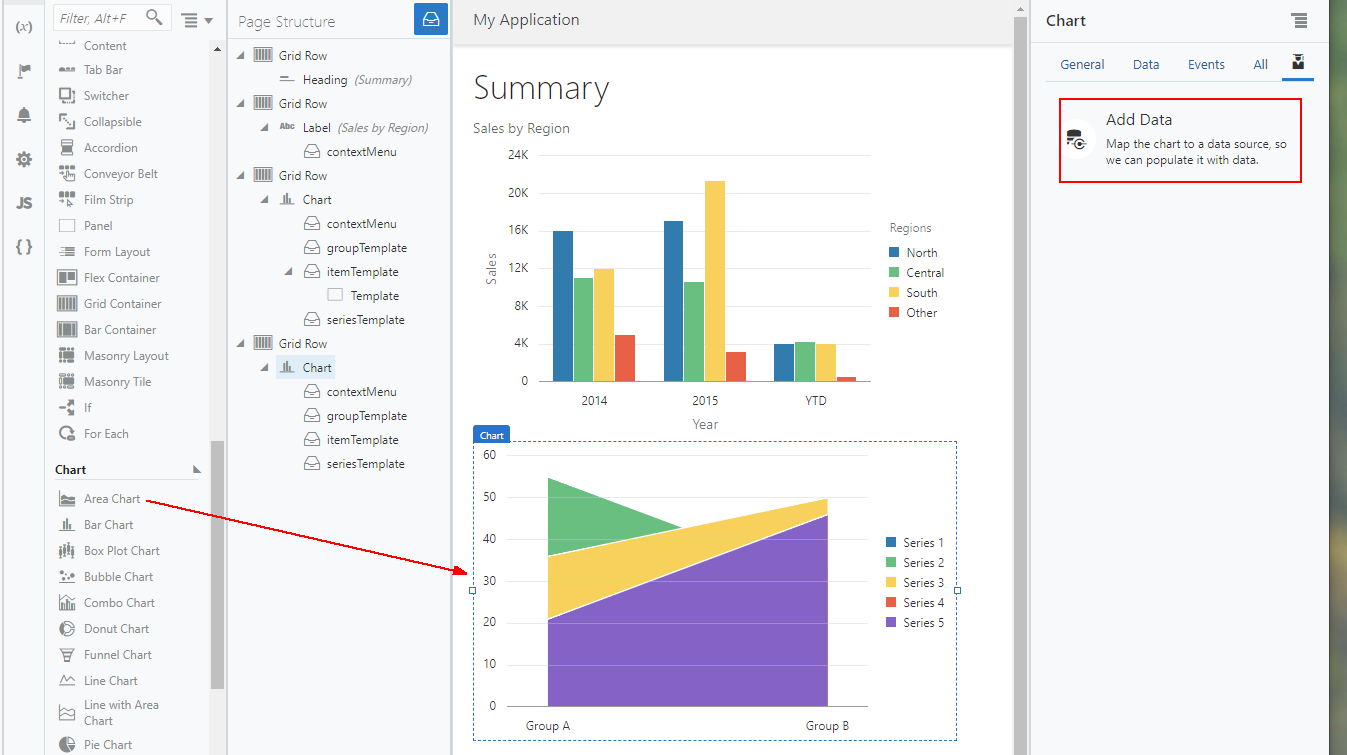 (x)
JS
{ }
Filter, Alt+F
Content
Tab Bar
Switcher
Collapsible
Accordion
Conveyor Belt
Film Strip
Panel
Form Layout
Flex Container
Grid Container
Bar Container
Masonry Layout
Masonry Tile
If
For Each
Chart
Area Chart
Bar Chart
Box Plot Chart
Bubble Chart
Combo Chart
Donut Chart
Funnel Chart
Line Chart
Line with Area
Chart
Pie Chart
Page Structure
Grid Row
Heading (Summary)
Grid Row
Abc Label (Sales by Region)
contextMenu
Grid Row
Chart
contextMenu
groupTemplate
itemTemplate
Template
seriesTemplate
Grid Row
Chart
contextMenu
groupTemplate
itemTemplate
seriesTemplate
My Application
Summary
Sales by Region
24K
20K
16K
12K
8K
4K
0
Sales
2014 2015 YTD
Year
Regions
North
Central
South
Other
Chart
60
50
40
30
20
10
0
Group A Group B
Series 1
Series 2
Series 3
Series 4
Series 5
Chart
General Data Events All
Add Data
Map the chart to a data source, so
we can populate it with data.